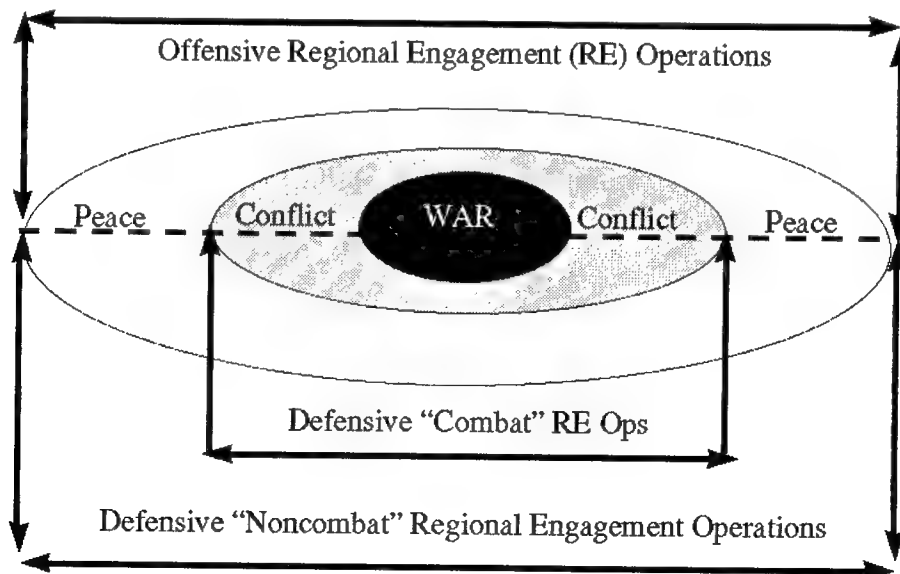 Offensive Regional Engagement (RE) Operations
Peace Conflict WAR Conflict Peace
Defensive “Combat” RE Ops
Defensive “Noncombat” Regional Engagement Operations